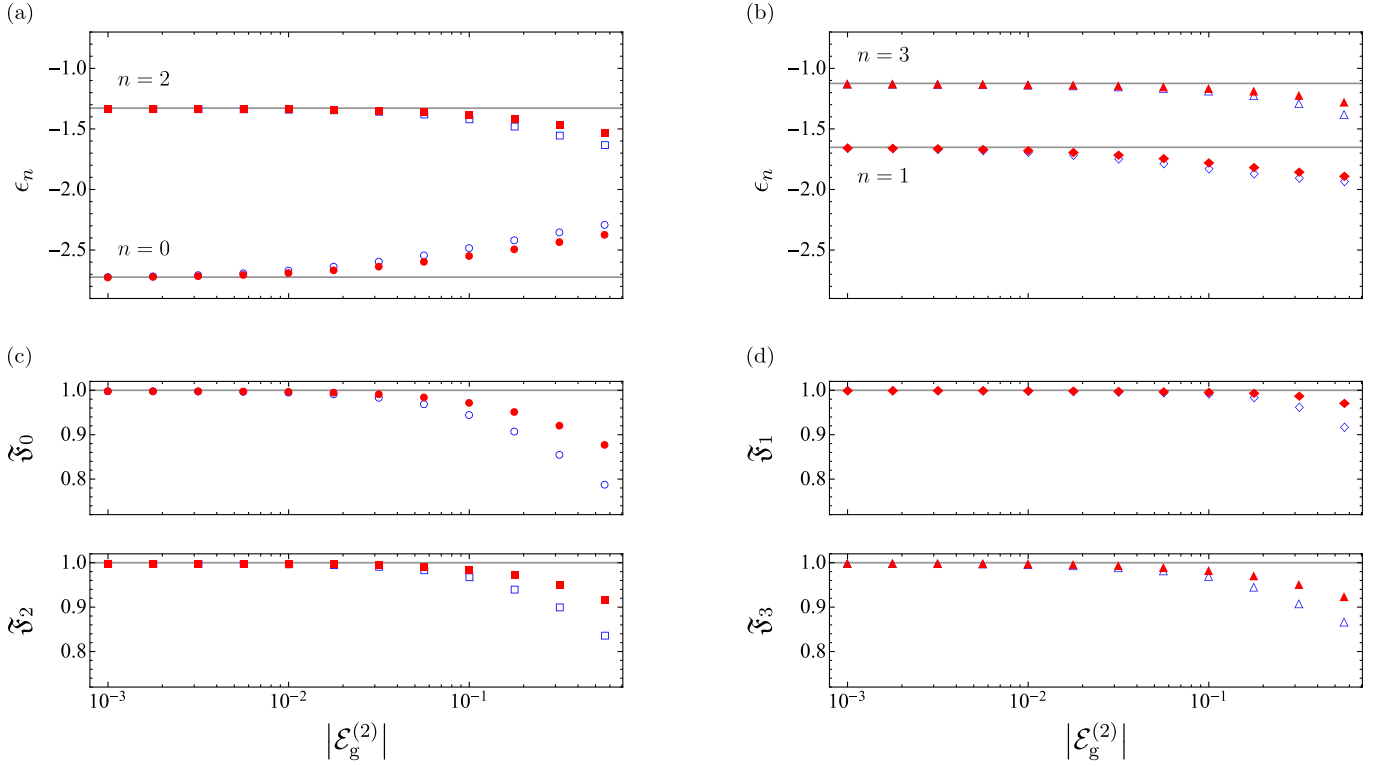 (a)
−1.0
−1.5
−2.0
−2.5
ϵₙ
n = 2
n = 0
(b)
−1.0
−1.5
−2.0
−2.5
ϵₙ
n = 3
n = 1
(c)
1.0
0.9
0.8
𝔉₀
1.0
0.9
0.8
𝔉₂
10⁻³
10⁻²
10⁻¹
|ℰ_g^(2)|
(d)
1.0
0.9
0.8
𝔉₁
1.0
0.9
0.8
𝔉₃
10⁻³
10⁻²
10⁻¹
|ℰ_g^(2)|